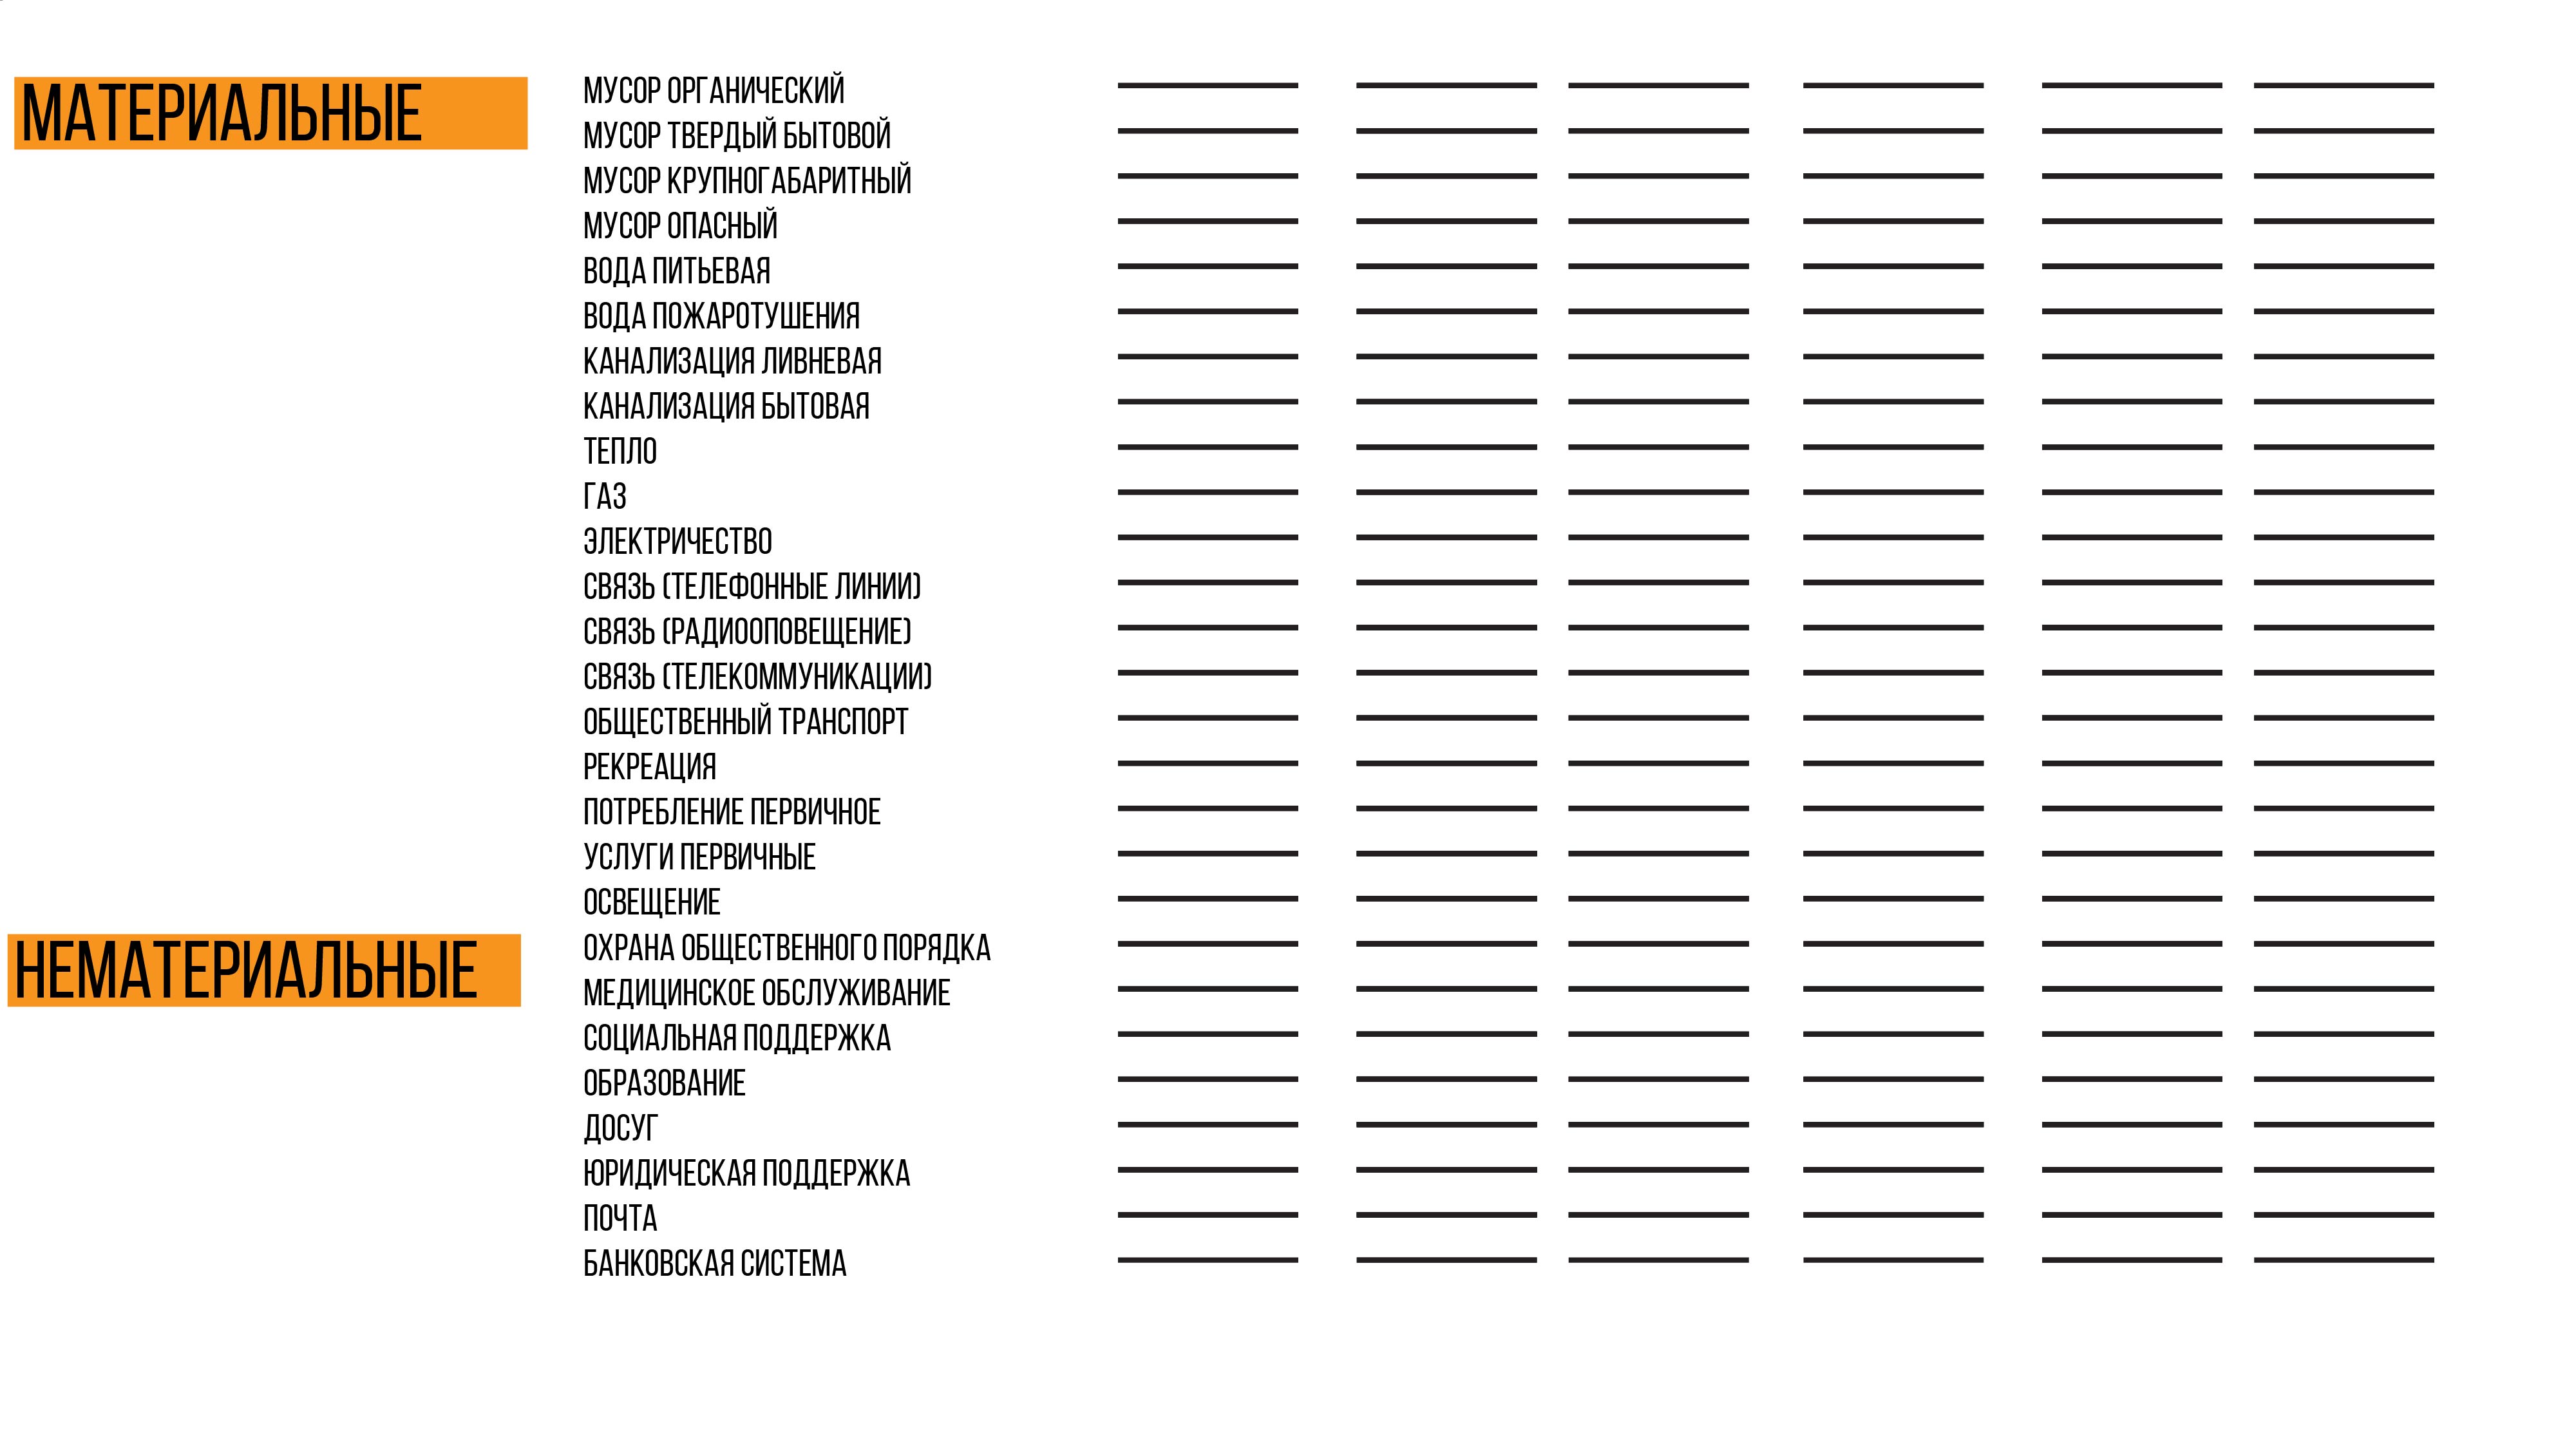 МАТЕРИАЛЬНЫЕ
МУСОР ОРГАНИЧЕСКИЙ
МУСОР ТВЕРДЫЙ БЫТОВОЙ
МУСОР КРУПНОГАБАРИТНЫЙ
МУСОР ОПАСНЫЙ
ВОДА ПИТЬЕВАЯ
ВОДА ПОЖАРОТУШЕНИЯ
КАНАЛИЗАЦИЯ ЛИВНЕВАЯ
КАНАЛИЗАЦИЯ БЫТОВАЯ
ТЕПЛО
ГАЗ
ЭЛЕКТРИЧЕСТВО
СВЯЗЬ (ТЕЛЕФОННЫЕ ЛИНИИ)
СВЯЗЬ (РАДИООПОВЕЩЕНИЕ)
СВЯЗЬ (ТЕЛЕКОММУНИКАЦИИ)
ОБЩЕСТВЕННЫЙ ТРАНСПОРТ
РЕКРЕАЦИЯ
ПОТРЕБЛЕНИЕ ПЕРВИЧНОЕ
УСЛУГИ ПЕРВИЧНЫЕ
ОСВЕЩЕНИЕ
НЕМАТЕРИАЛЬНЫЕ
ОХРАНА ОБЩЕСТВЕННОГО ПОРЯДКА
МЕДИЦИНСКОЕ ОБСЛУЖИВАНИЕ
СОЦИАЛЬНАЯ ПОДДЕРЖКА
ОБРАЗОВАНИЕ
ДОСУГ
ЮРИДИЧЕСКАЯ ПОДДЕРЖКА
ПОЧТА
БАНКОВСКАЯ СИСТЕМА